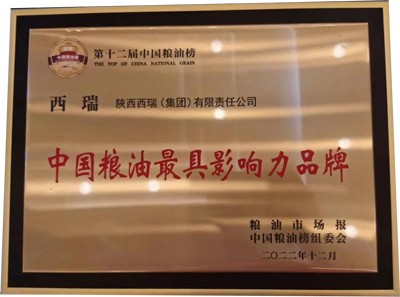 第十二届中国粮油榜
THE TOP OF CHINA NATIONAL GRAIN
西瑞 陕西西瑞(集团)有限责任公司
中国粮油最具影响力品牌
粮油市场报
中国粮油榜组委会
二〇二二年十二月